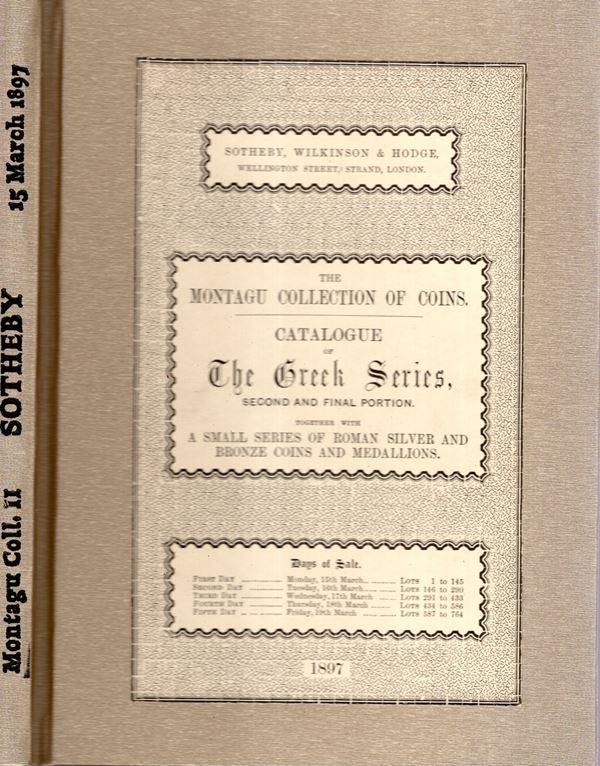 15 March 1897
SOTHEBY
Montagu Coll. II
SOTHEBY, WILKINSON & HODGE,
WELLINGTON STREET, STRAND, LONDON.
THE
MONTAGU COLLECTION OF COINS.
CATALOGUE
OF
The Greek Series,
SECOND AND FINAL PORTION.
TOGETHER WITH
A SMALL SERIES OF ROMAN SILVER AND
BRONZE COINS AND MEDALLIONS.
Days of Sale.
FIRST DAY ........ Monday, 15th March ........ LOTS 1 to 145
SECOND DAY ........ Tuesday, 16th March ........ LOTS 146 to 290
THIRD DAY ........ Wednesday, 17th March ........ LOTS 291 to 433
FOURTH DAY ........ Thursday, 18th March ........ LOTS 434 to 586
FIFTH DAY ........ Friday, 19th March ........ LOTS 587 to 764
1897